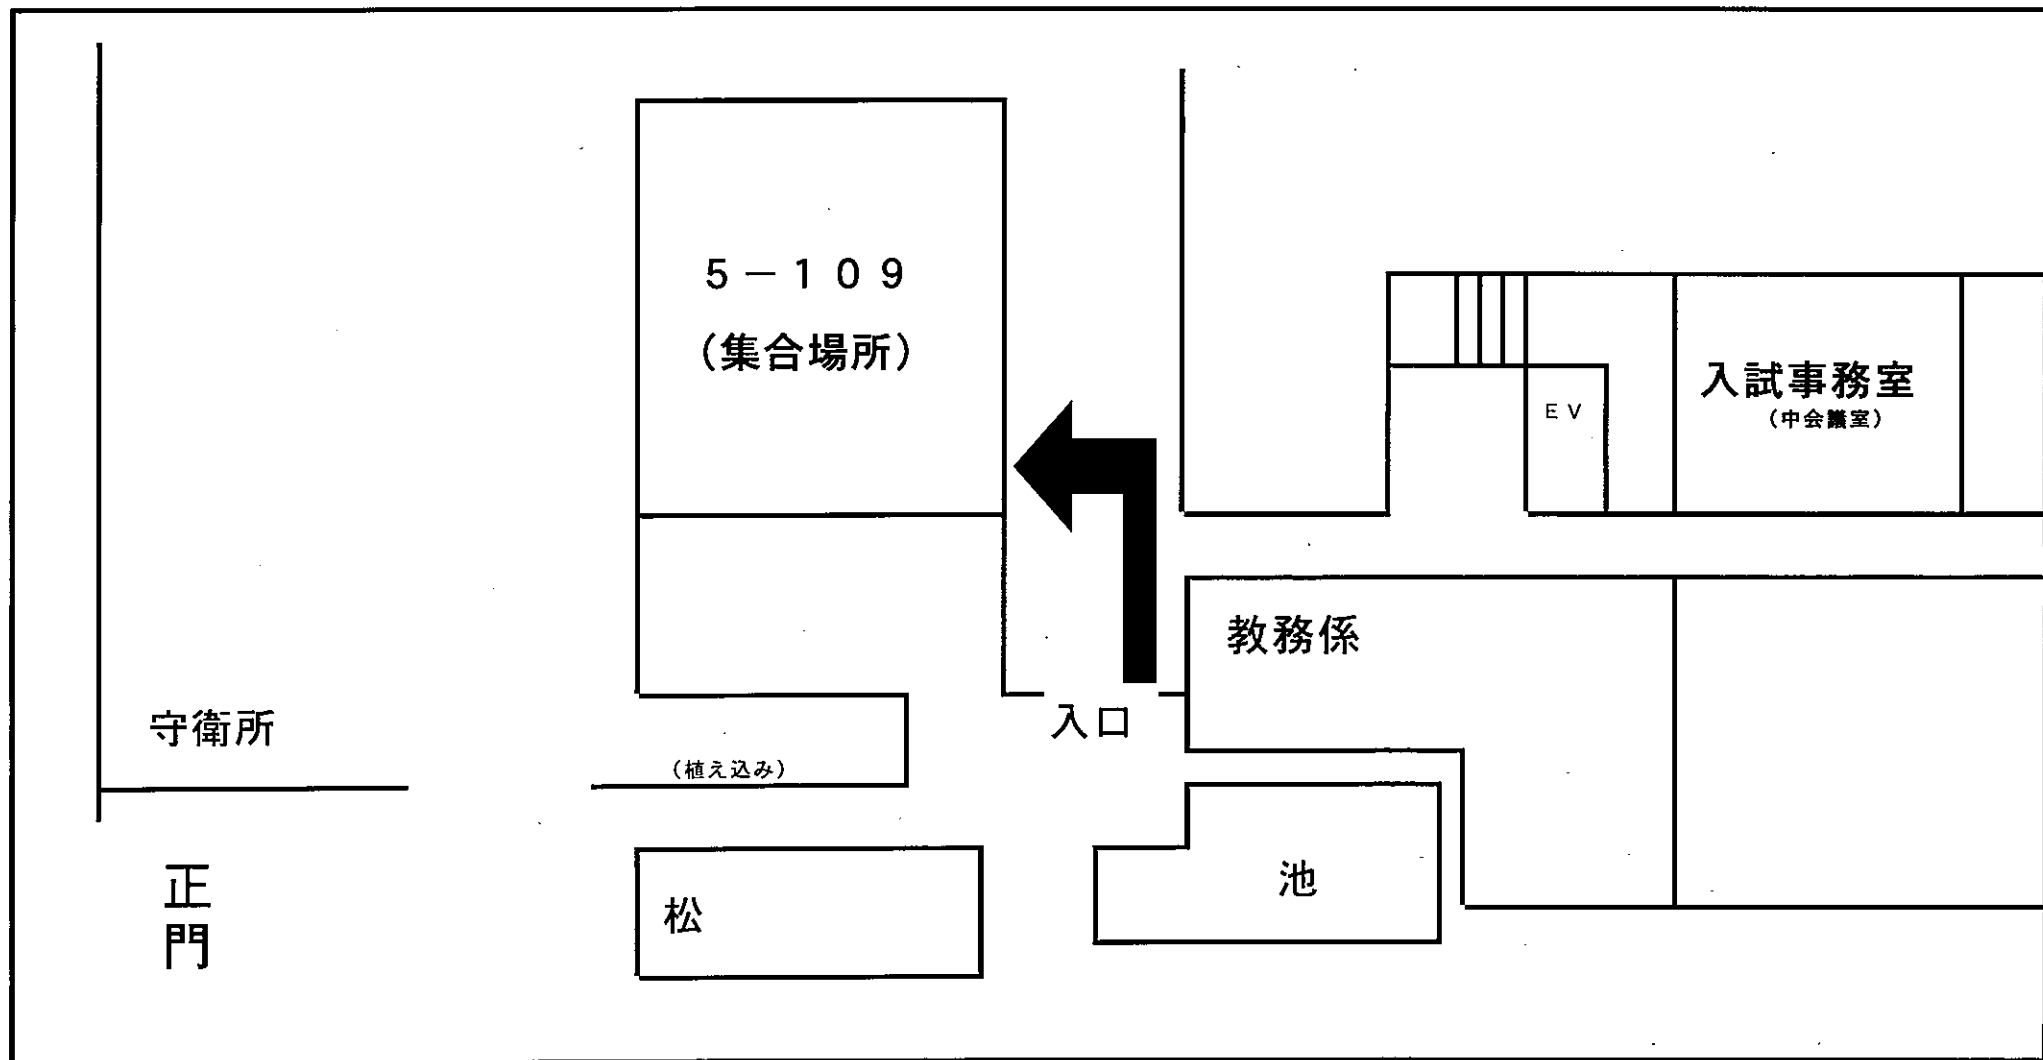 ５－１０９
（集合場所）
ＥＶ
入試事務室
（中会議室）
教務係
守衛所
入口
（植え込み）
正門
松
池